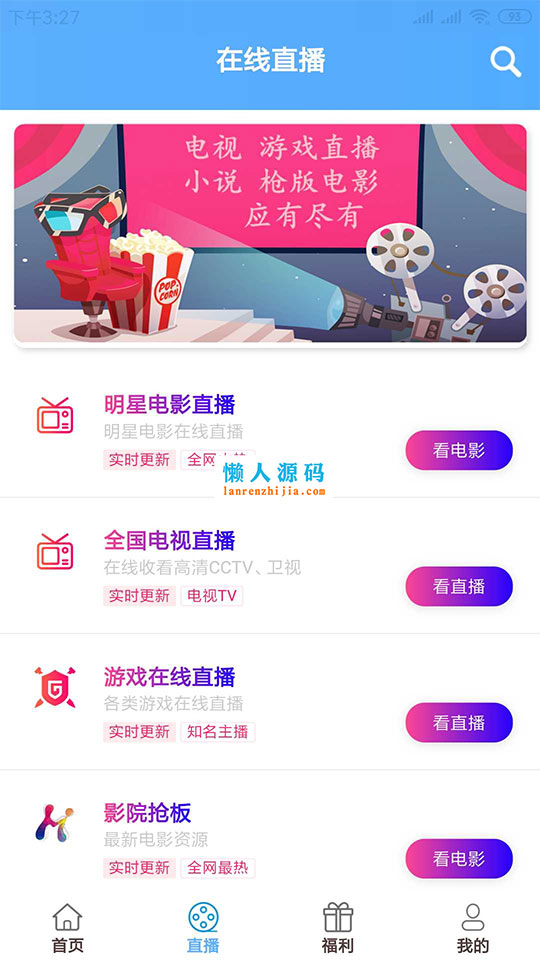 下午3:27
93
在线直播
电视 游戏直播
小说 枪版电影
应有尽有
POP
CORN
明星电影直播
明星电影在线直播
看电影
实时更新 全网
懒人源码
lanrenzhijia.com
全国电视直播
在线收看高清CCTV、卫视
看直播
实时更新 电视TV
游戏在线直播
各类游戏在线直播
看直播
实时更新 知名主播
影院抢板
最新电影资源
看电影
实时更新 全网最热
首页 直播 福利 我的